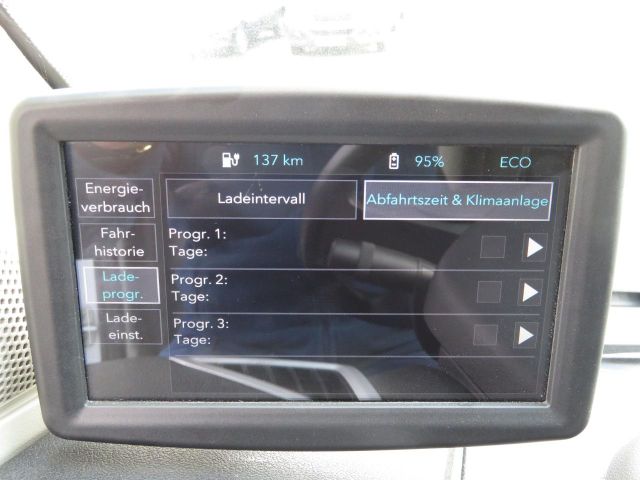 137 km 95% ECO
Energie-
verbrauch
Ladeintervall
Abfahrtszeit & Klimaanlage
Fahr-
historie
Progr. 1:
Tage:
Lade-
progr.
Progr. 2:
Tage:
Lade-
einst.
Progr. 3:
Tage: